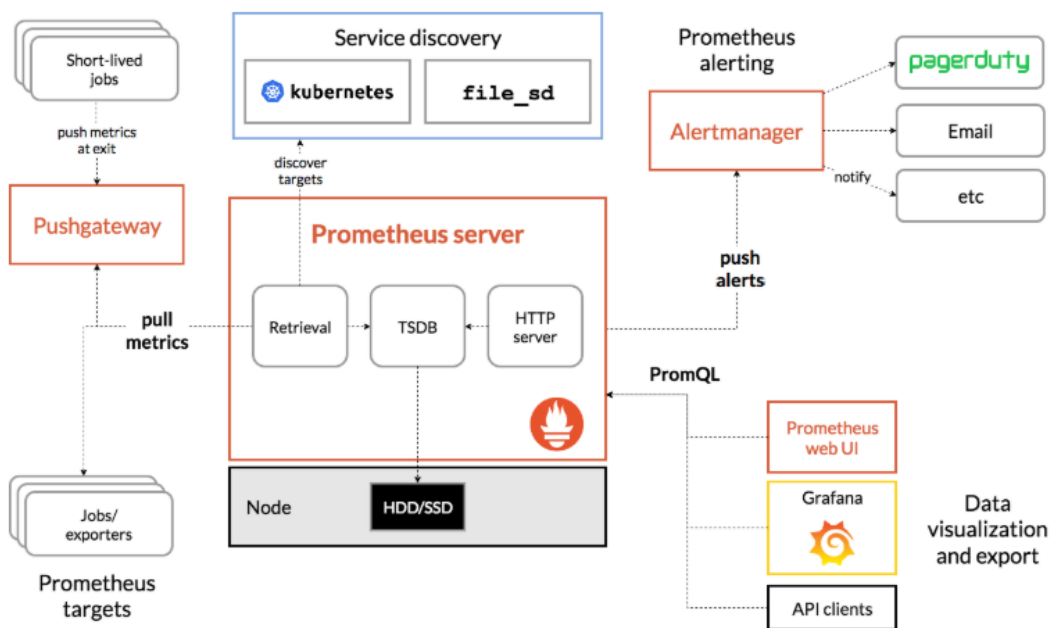 Short-lived
jobs
push metrics
at exit
Pushgateway
Service discovery
kubernetes
file_sd
discover
targets
Prometheus
alerting
Alertmanager
pagerduty
Email
notify
etc
Prometheus server
push
alerts
pull
metrics
Retrieval
TSDB
HTTP
server
PromQL
Node
HDD/SSD
Jobs/
exporters
Prometheus
targets
Prometheus
web UI
Grafana
API clients
Data
visualization
and export